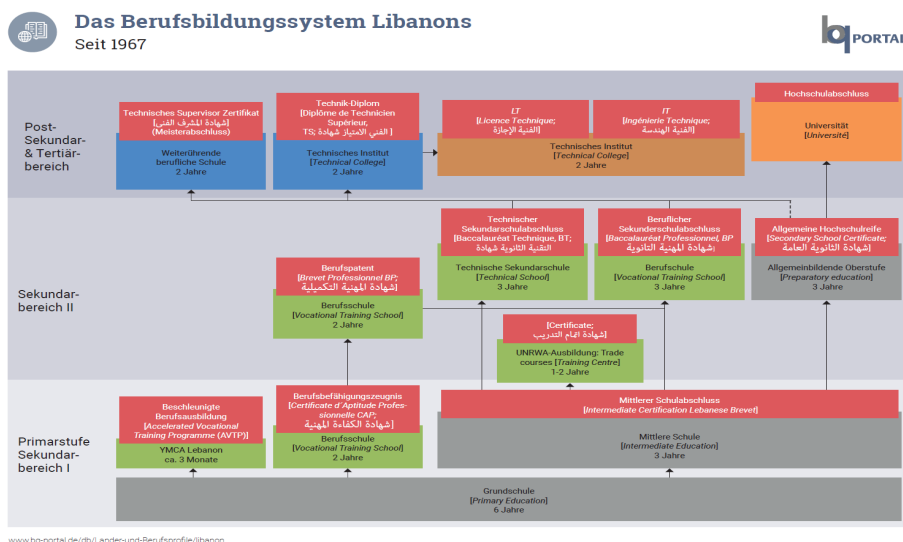 Das Berufsbildungssystem Libanons
Seit 1967
bq PORTAL
Post-
Sekundar-
& Tertiär-
bereich
Technisches Supervisor Zertifikat
[شهادة المشرف الفني]
(Meisterabschluss)
Weiterführende
berufliche Schule
2 Jahre
Technik-Diplom
[Diplôme de Technicien
Supérieur,
TS; الفني الامتياز شهادة ]
Technisches Institut
[Technical College]
2 Jahre
LT
[Licence Technique;
الفنية الإجازة]
IT
[Ingénierie Technique;
الفنية الهندسة]
Technisches Institut
[Technical College]
2 Jahre
Hochschulabschluss
Universität
[Université]
Sekundar-
bereich II
Berufspatent
[Brevet Professionnel BP;
شهادة المهنية التكميلية]
Berufsschule
[Vocational Training School]
2 Jahre
Technischer
Sekundarschulabschluss
[Baccalauréat Technique, BT;
التقنية الثانوية شهادة
Technische Sekundarschule
[Technical School]
3 Jahre
Beruflicher
Sekunderschulabschluss
[Baccalauréat Professionnel, BP
شهادة المهنية الثانوية]
Berufschule
[Vocational Training School]
3 Jahre
Allgemeine Hochschulreife
[Secondary School Certificate;
شهادة الثانوية العامة]
Allgemeinbildende Oberstufe
[Preparatory education]
3 Jahre
[Certificate;
شهادة اتمام التدريب]
UNRWA-Ausbildung: Trade
courses [Training Centre]
1-2 Jahre
Primarstufe
Sekundar-
bereich I
Beschleunigte
Berufsausbildung
[Accelerated Vocational
Training Programme (AVTP)]
YMCA Lebanon
ca. 3 Monate
Berufsbefähigungszeugnis
[Certificate d'Aptitude Profes-
sionnelle CAP;
شهادة الكفاءة المهنية]
Berufsschule
[Vocational Training School]
2 Jahre
Mittlerer Schulabschluss
[Intermediate Certification Lebanese Brevet]
Mittlere Schule
[Intermediate Education]
3 Jahre
Grundschule
[Primary Education]
6 Jahre
www.bq-portal.de/db/Länder-und-Berufsprofile/libanon